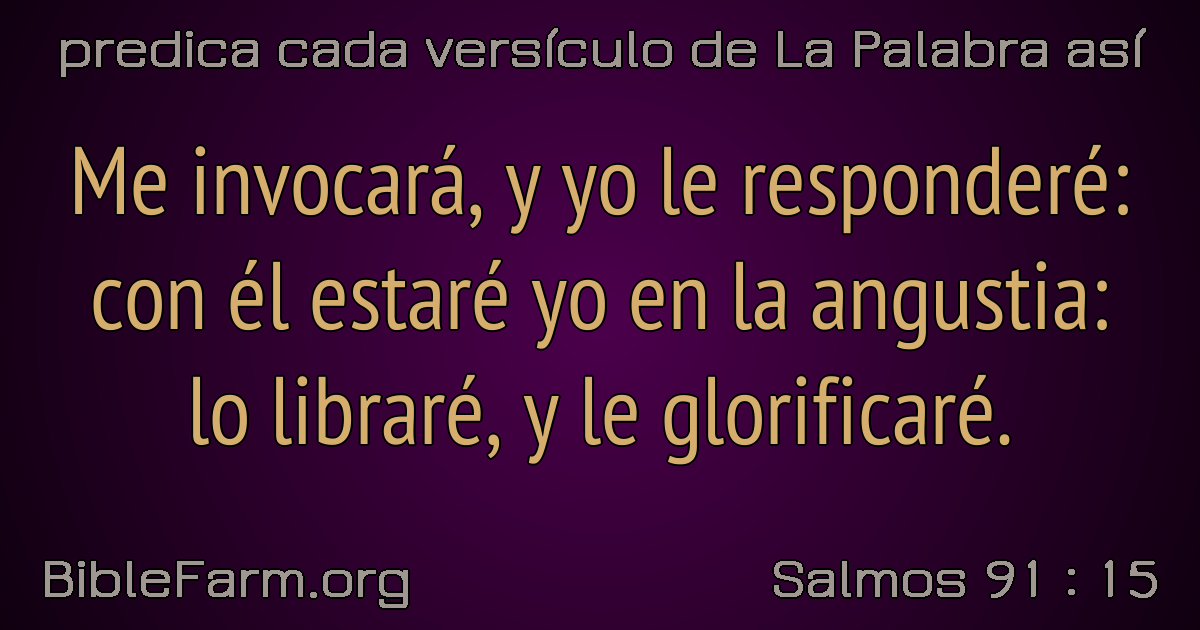 predica cada versículo de La Palabra así
Me invocará, y yo le responderé:
con él estaré yo en la angustia:
lo libraré, y le glorificaré.
BibleFarm.org
Salmos 91 : 15